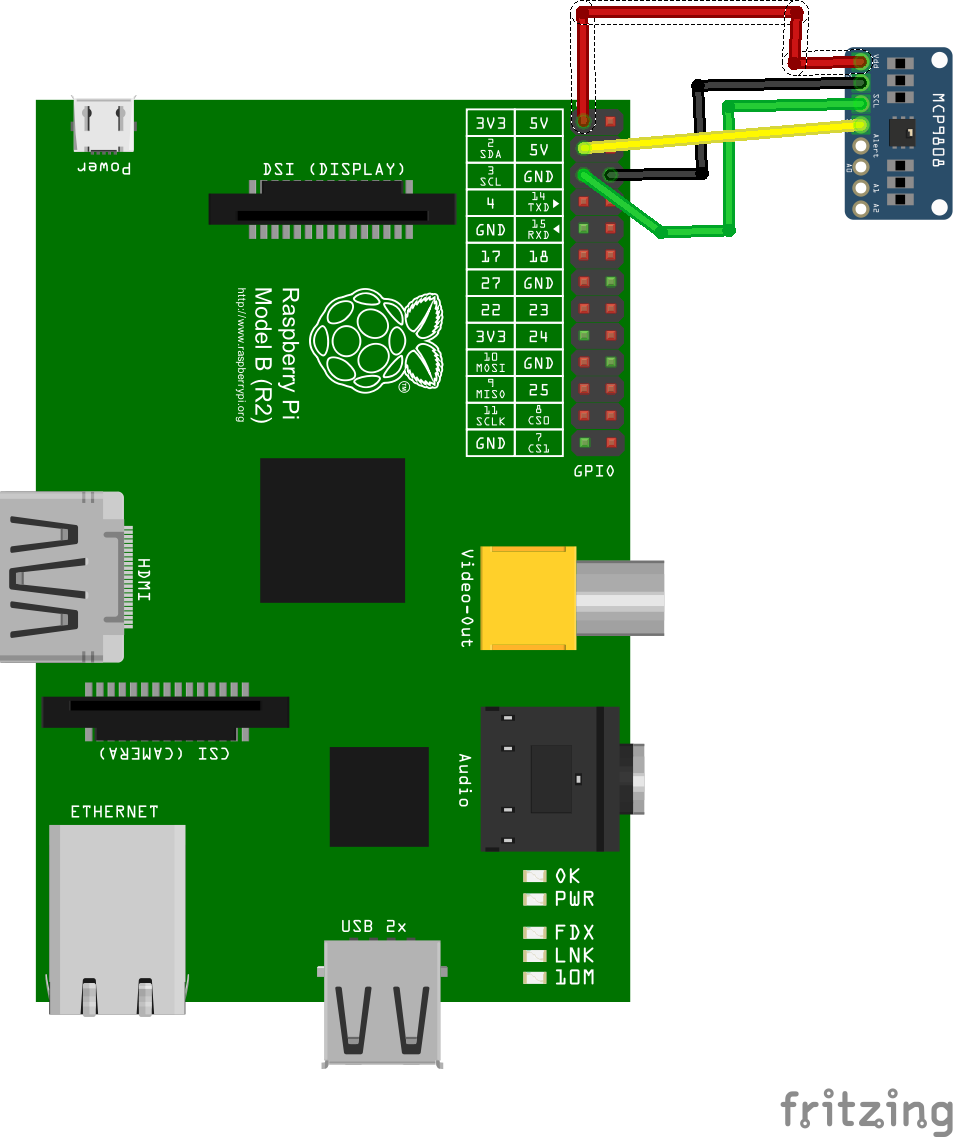 Vdd
SCL
Alert
A0
A1
A2
MCP9808
Power
DSI (DISPLAY)
3V3 5V
2 SDA 5V
3 SCL GND
4 14 TXD
GND 15 RXD
17 18
27 GND
22 23
3V3 24
10 MOSI GND
9 MISO 25
11 SCLK 8 CS0
GND 7 CS1
GPIO
Raspberry Pi
Model B (R2)
http://www.raspberrypi.org
TM
HDMI
Video-Out
CSI (CAMERA)
Audio
ETHERNET
OK
PWR
FDX
LNK
10M
USB 2x
fritzing